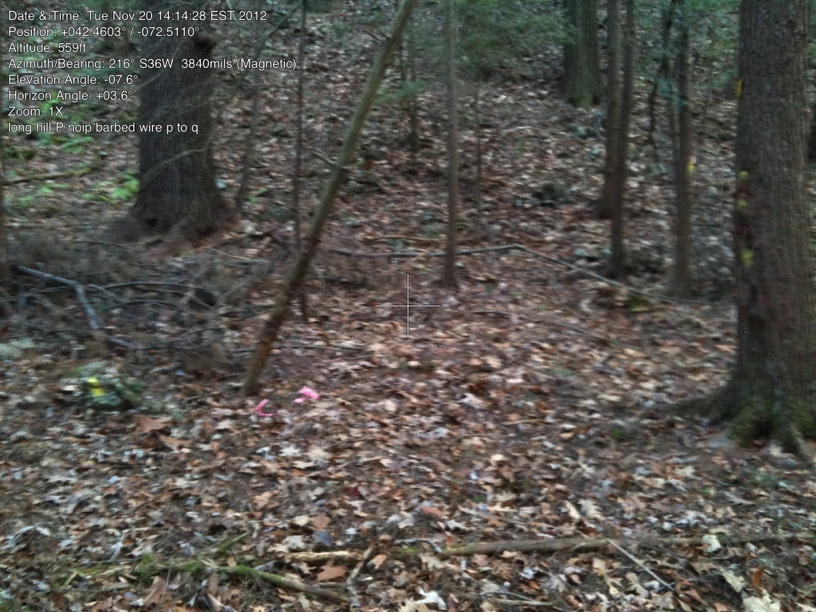 Date & Time: Tue Nov 20 14:14:28 EST 2012
Position: +042.4603° / -072.5110°
Altitude: 559ft
Azimuth/Bearing: 216° S36W 3840mils (Magnetic)
Elevation Angle: -07.6°
Horizon Angle: +03.6°
Zoom: 1X
long hill P noip barbed wire p to q